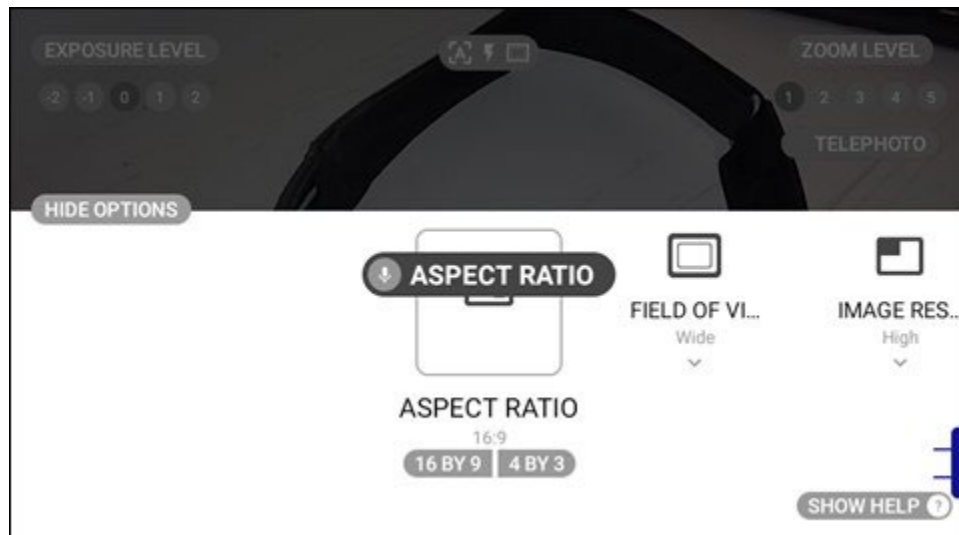 EXPOSURE LEVEL
ZOOM LEVEL
-2 -1 0 1 2
1 2 3 4 5
TELEPHOTO
HIDE OPTIONS
ASPECT RATIO
FIELD OF VI...
Wide
IMAGE RES...
High
ASPECT RATIO
16:9
16 BY 9 4 BY 3
SHOW HELP ?